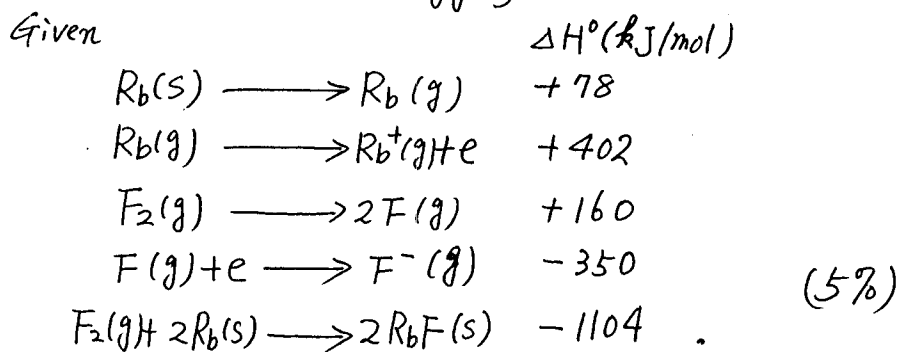 Given ΔH°(kJ/mol)
Rb(s) ⟶ Rb(g) +78
Rb(g) ⟶ Rb⁺(g)+e +402
F₂(g) ⟶ 2F(g) +160
F(g)+e ⟶ F⁻(g) -350
(5%)
F₂(g)+ 2Rb(s) ⟶ 2RbF(s) -1104 .